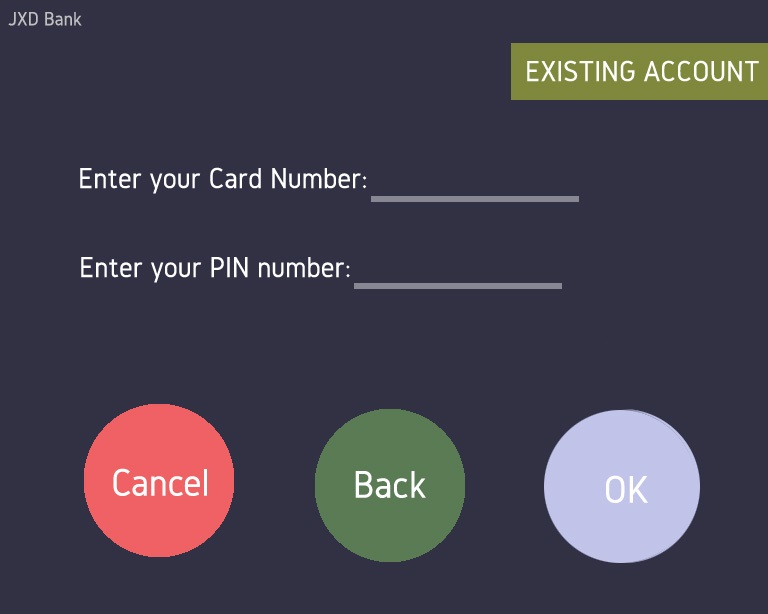 JXD Bank
EXISTING ACCOUNT
Enter your Card Number:
Enter your PIN number:
Cancel
Back
OK